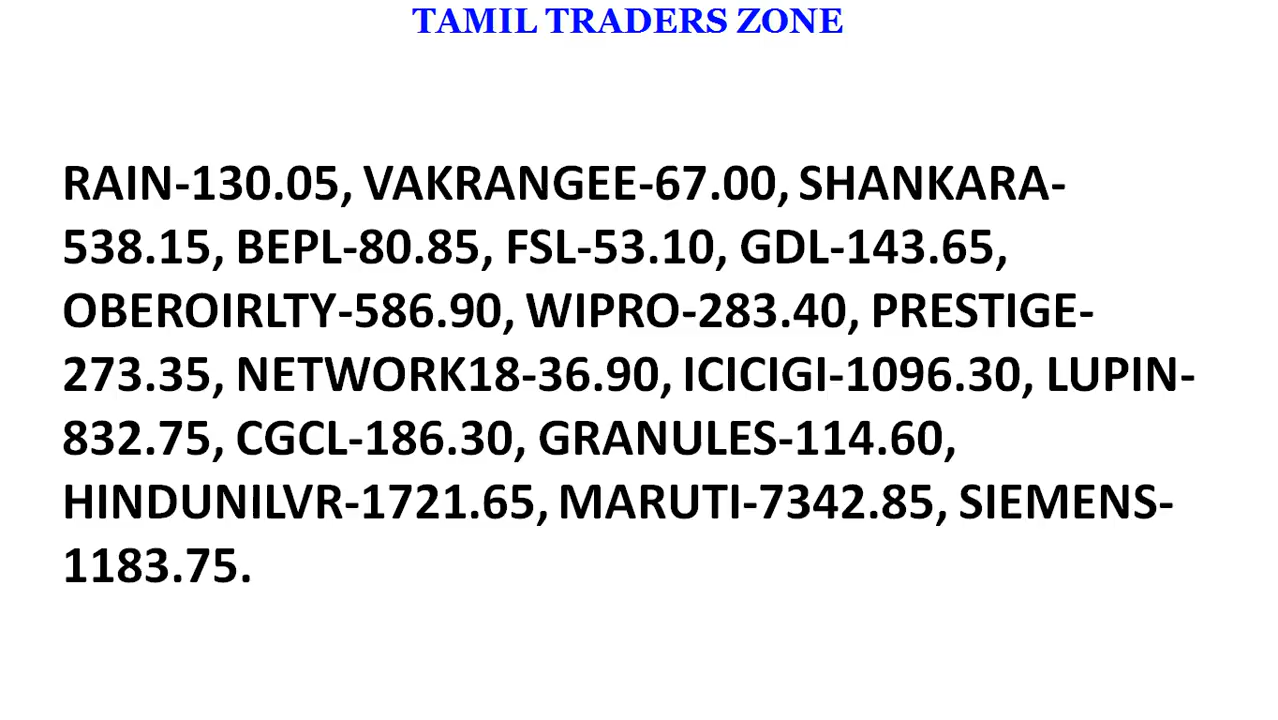 TAMIL TRADERS ZONE
RAIN-130.05, VAKRANGEE-67.00, SHANKARA-
538.15, BEPL-80.85, FSL-53.10, GDL-143.65,
OBEROIRLTY-586.90, WIPRO-283.40, PRESTIGE-
273.35, NETWORK18-36.90, ICICIGI-1096.30, LUPIN-
832.75, CGCL-186.30, GRANULES-114.60,
HINDUNILVR-1721.65, MARUTI-7342.85, SIEMENS-
1183.75.